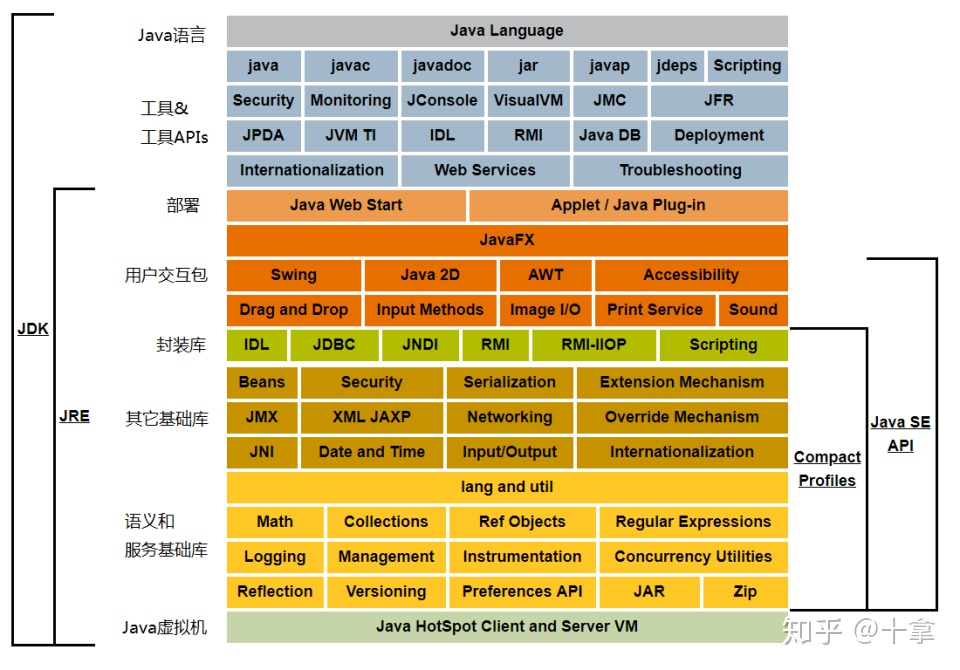 Java语言 Java Language
java javac javadoc jar javap jdeps Scripting
工具&
Security Monitoring JConsole VisualVM JMC JFR
工具APIs
JPDA JVM TI IDL RMI Java DB Deployment
Internationalization Web Services Troubleshooting
部署 Java Web Start Applet / Java Plug-in
JavaFX
用户交互包 Swing Java 2D AWT Accessibility
Drag and Drop Input Methods Image I/O Print Service Sound
JDK
封装库 IDL JDBC JNDI RMI RMI-IIOP Scripting
Beans Security Serialization Extension Mechanism
JRE
其它基础库 JMX XML JAXP Networking Override Mechanism
Java SE
API
JNI Date and Time Input/Output Internationalization
Compact
Profiles
lang and util
语义和
服务基础库
Math Collections Ref Objects Regular Expressions
Logging Management Instrumentation Concurrency Utilities
Reflection Versioning Preferences API JAR Zip
Java虚拟机 Java HotSpot Client and Server VM
知乎 @十拿